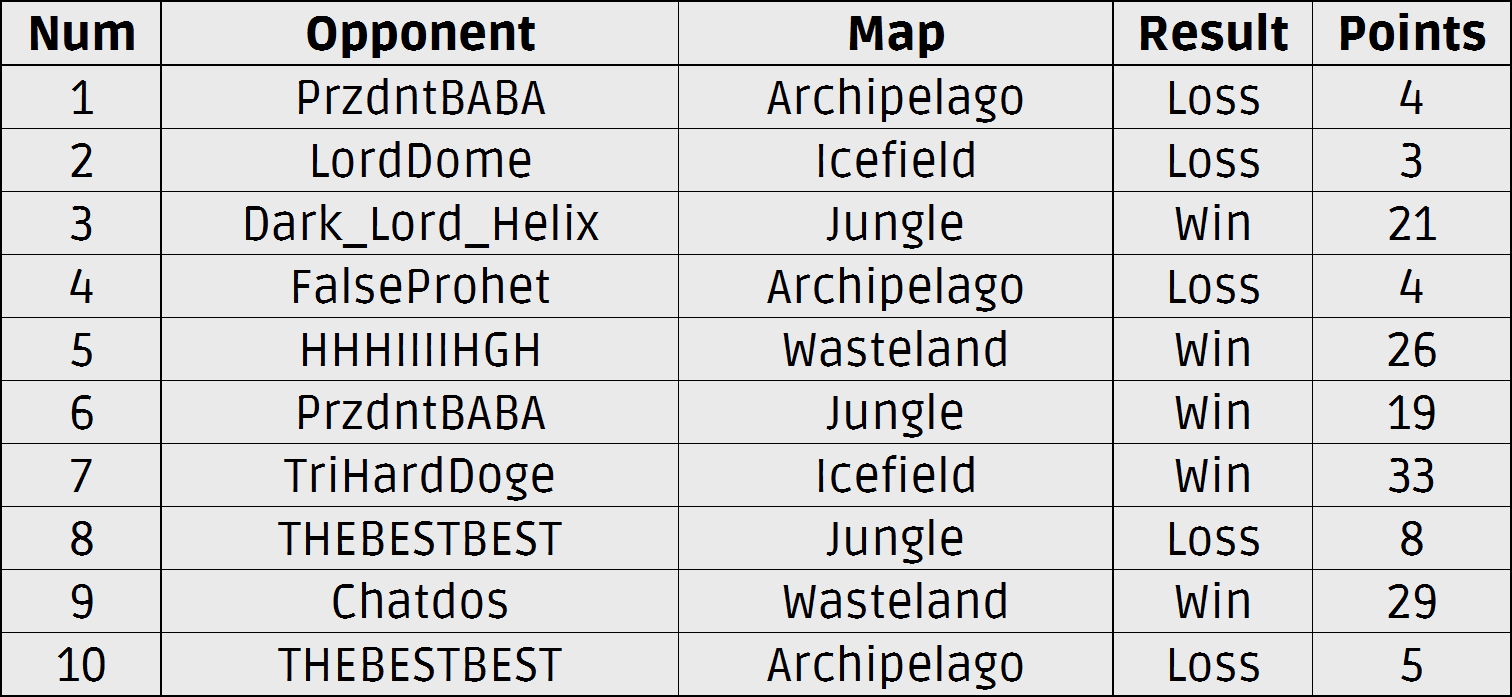 Num Opponent Map Result Points
1 PrzdntBABA Archipelago Loss 4
2 LordDome Icefield Loss 3
3 Dark_Lord_Helix Jungle Win 21
4 FalseProhet Archipelago Loss 4
5 HHHIIIIHGH Wasteland Win 26
6 PrzdntBABA Jungle Win 19
7 TriHardDoge Icefield Win 33
8 THEBESTBEST Jungle Loss 8
9 Chatdos Wasteland Win 29
10 THEBESTBEST Archipelago Loss 5